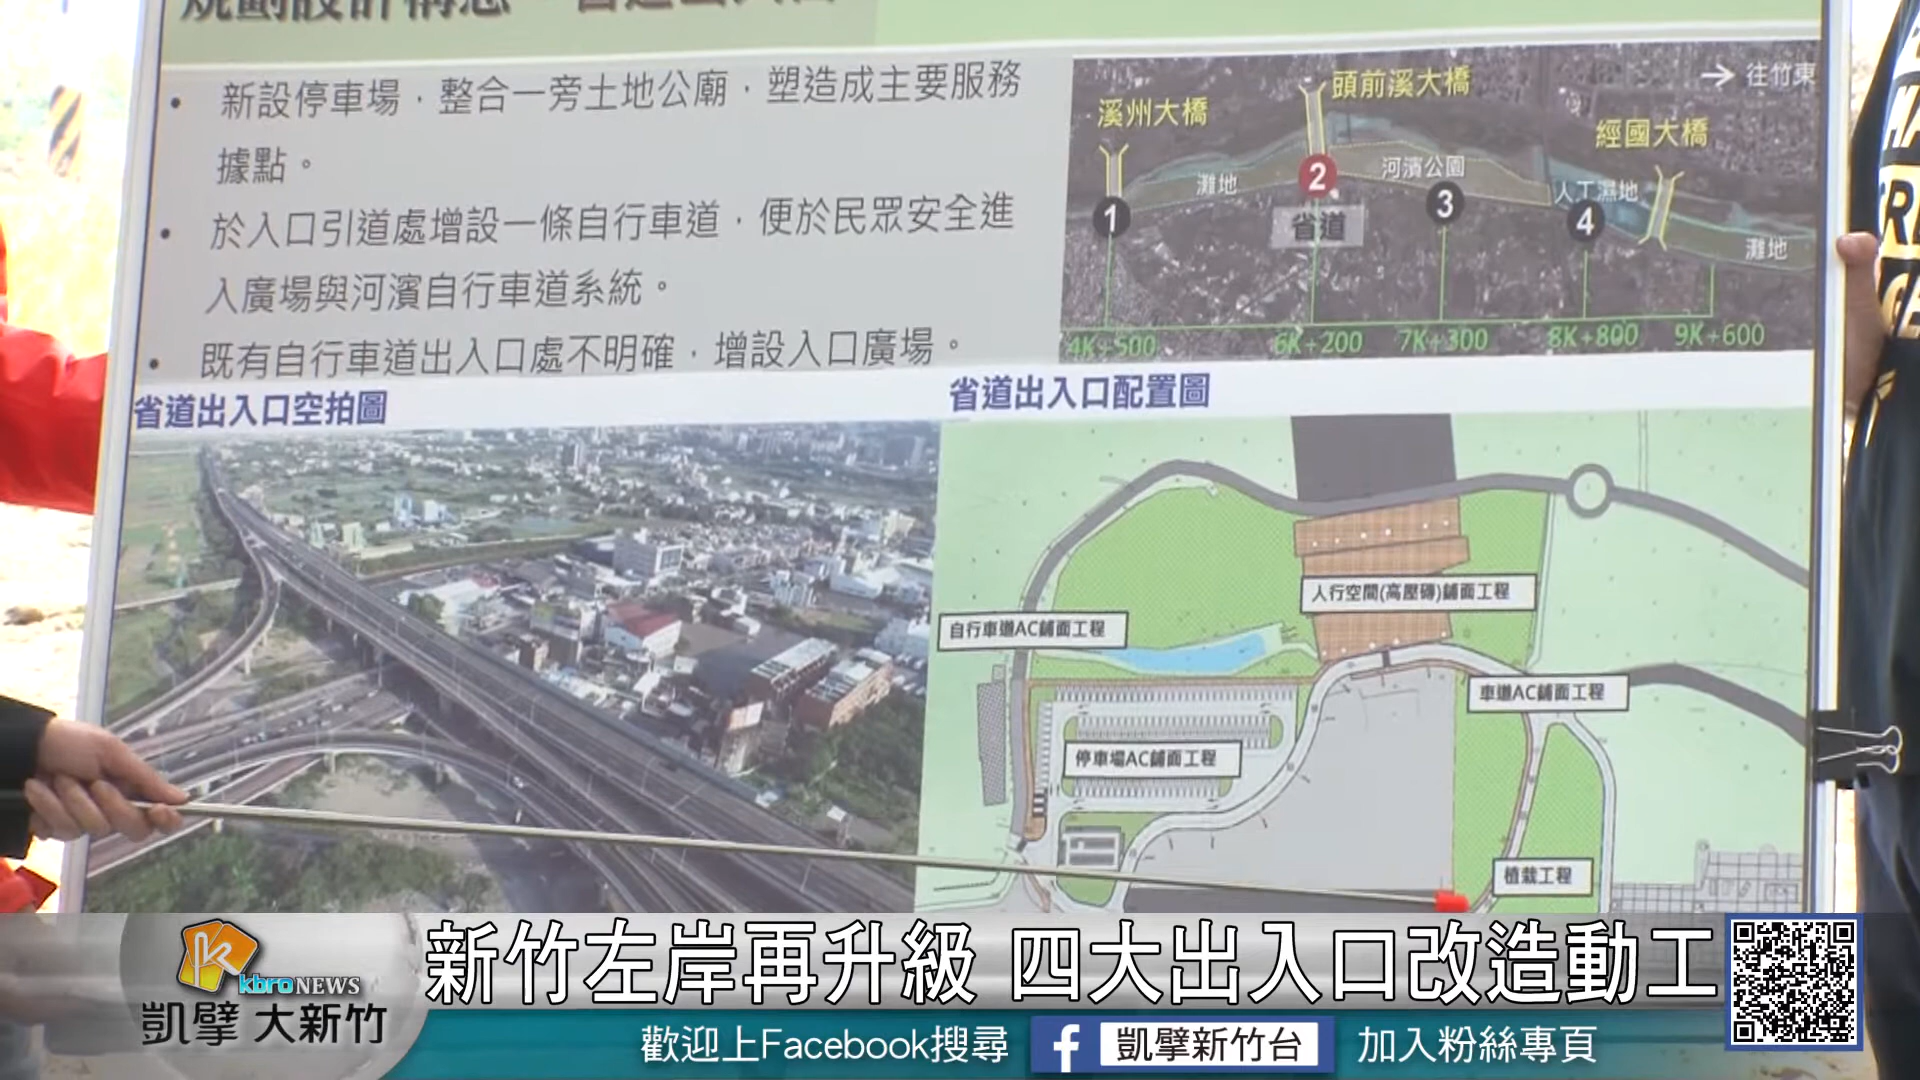 規劃設計構想-省道出入口
• 新設停車場，整合一旁土地公廟，塑造成主要服務
據點。
• 於入口引道處增設一條自行車道，便於民眾安全進
入廣場與河濱自行車道系統。
• 既有自行車道出入口處不明確，增設入口廣場。
溪州大橋
頭前溪大橋
→ 往竹東
經國大橋
灘地
河濱公園
人工濕地
灘地
1
2
3
4
省道
4K+500 6K+200 7K+300 8K+800 9K+600
省道出入口空拍圖
省道出入口配置圖
人行空間(高壓磚)鋪面工程
自行車道AC鋪面工程
車道AC鋪面工程
停車場AC鋪面工程
植栽工程
kbro NEWS
凱擘 大新竹
新竹左岸再升級 四大出入口改造動工
歡迎上Facebook搜尋 f 凱擘新竹台 加入粉絲專頁